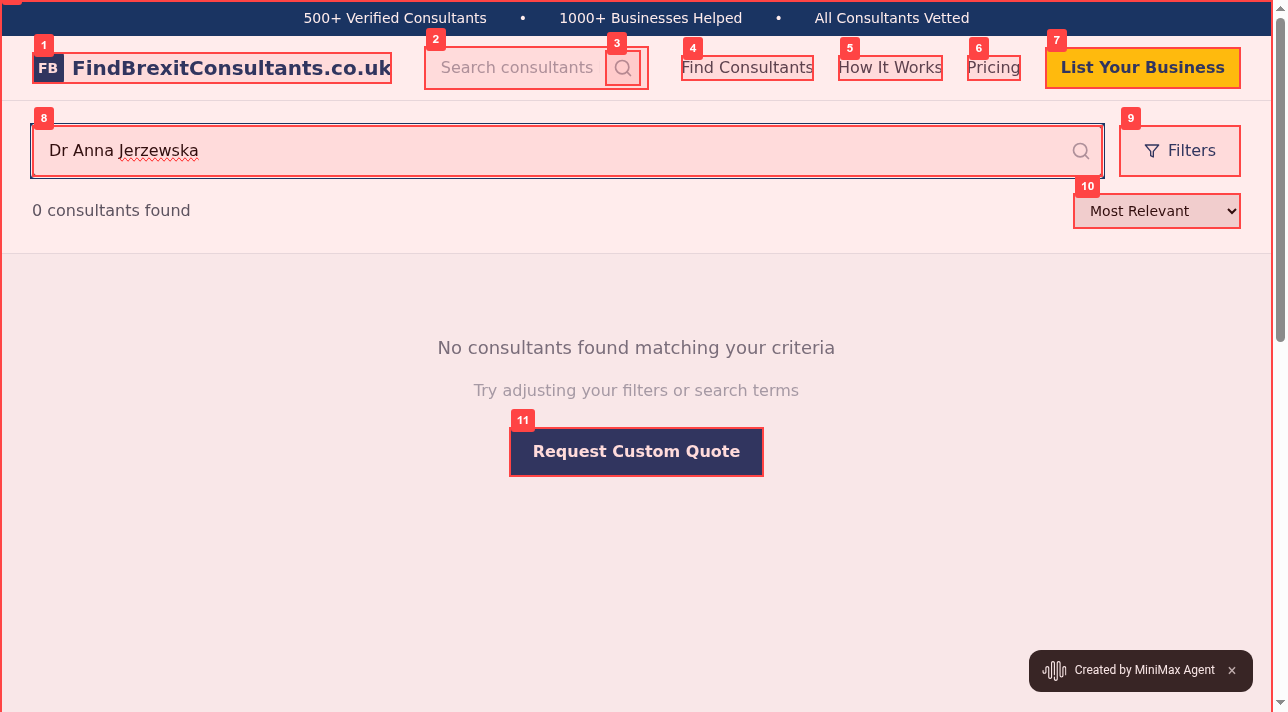 500+ Verified Consultants • 1000+ Businesses Helped • All Consultants Vetted
1 2 3 4 5 6 7
FB FindBrexitConsultants.co.uk Search consultants Find Consultants How It Works Pricing List Your Business
8 9
Dr Anna Jerzewska Filters
10
0 consultants found Most Relevant
No consultants found matching your criteria
Try adjusting your filters or search terms
11
Request Custom Quote
Created by MiniMax Agent ×